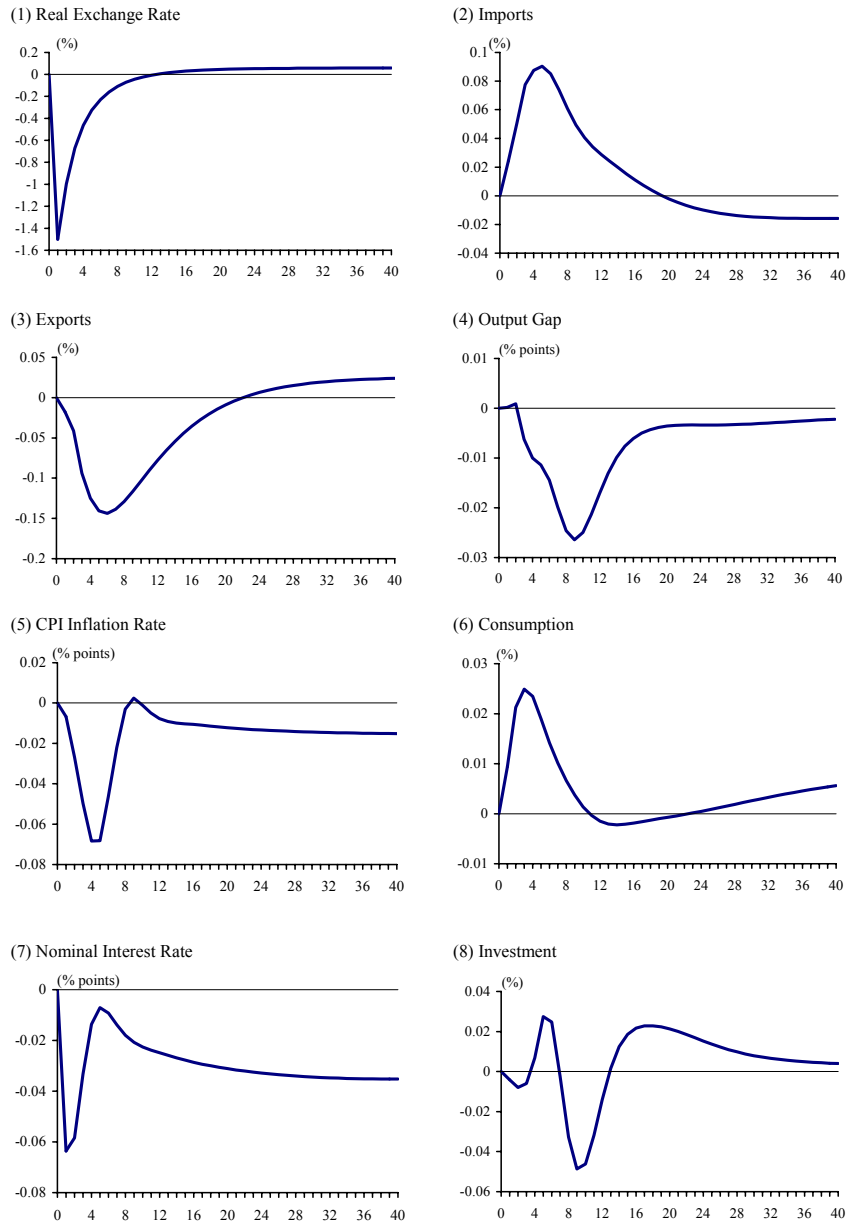 (1) Real Exchange Rate
(%)
0.2
0
-0.2
-0.4
-0.6
-0.8
-1
-1.2
-1.4
-1.6
0 4 8 12 16 20 24 28 32 36 40
(2) Imports
(%)
0.1
0.08
0.06
0.04
0.02
0
-0.02
-0.04
0 4 8 12 16 20 24 28 32 36 40
(3) Exports
(%)
0.05
0
-0.05
-0.1
-0.15
-0.2
0 4 8 12 16 20 24 28 32 36 40
(4) Output Gap
(% points)
0.01
0
-0.01
-0.02
-0.03
0 4 8 12 16 20 24 28 32 36 40
(5) CPI Inflation Rate
(% points)
0.02
0
-0.02
-0.04
-0.06
-0.08
0 4 8 12 16 20 24 28 32 36 40
(6) Consumption
(%)
0.03
0.02
0.01
0
-0.01
0 4 8 12 16 20 24 28 32 36 40
(7) Nominal Interest Rate
(% points)
0
-0.02
-0.04
-0.06
-0.08
0 4 8 12 16 20 24 28 32 36 40
(8) Investment
(%)
0.04
0.02
0
-0.02
-0.04
-0.06
0 4 8 12 16 20 24 28 32 36 40